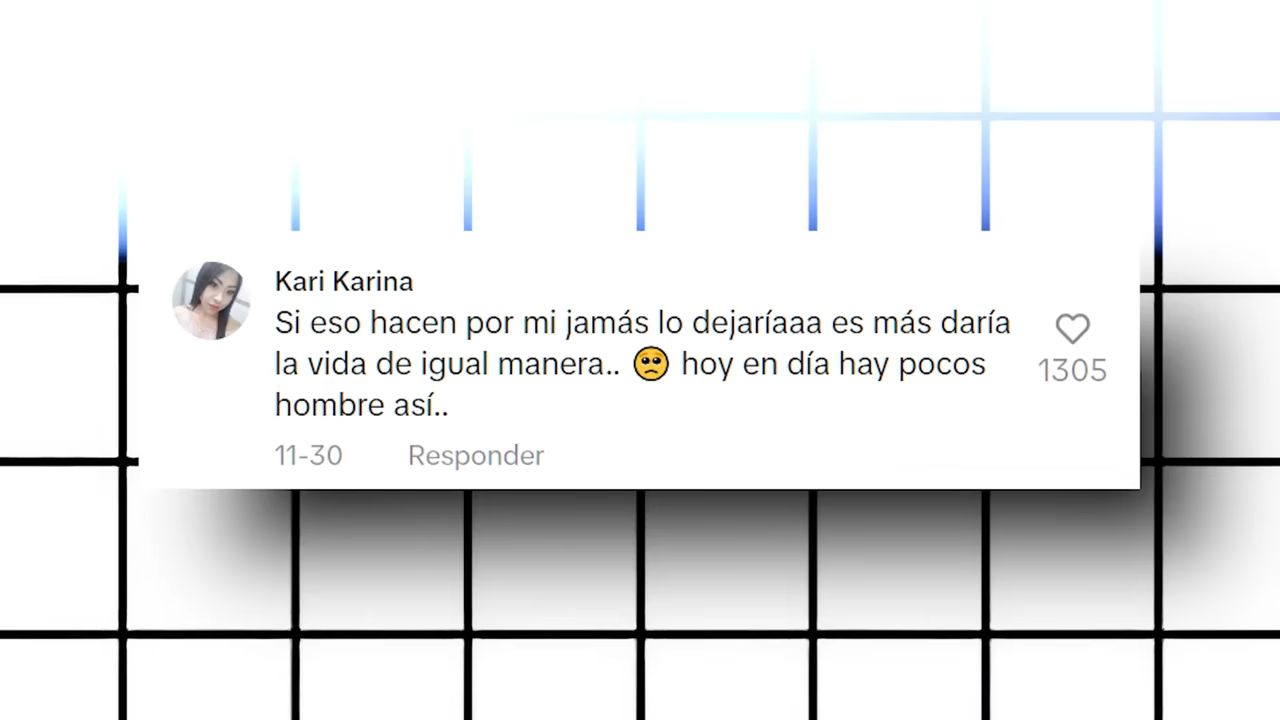 Kari Karina
Si eso hacen por mi jamás lo dejaríaaa es más daría
la vida de igual manera.. 🥺 hoy en día hay pocos
hombre así..
1305
11-30 Responder